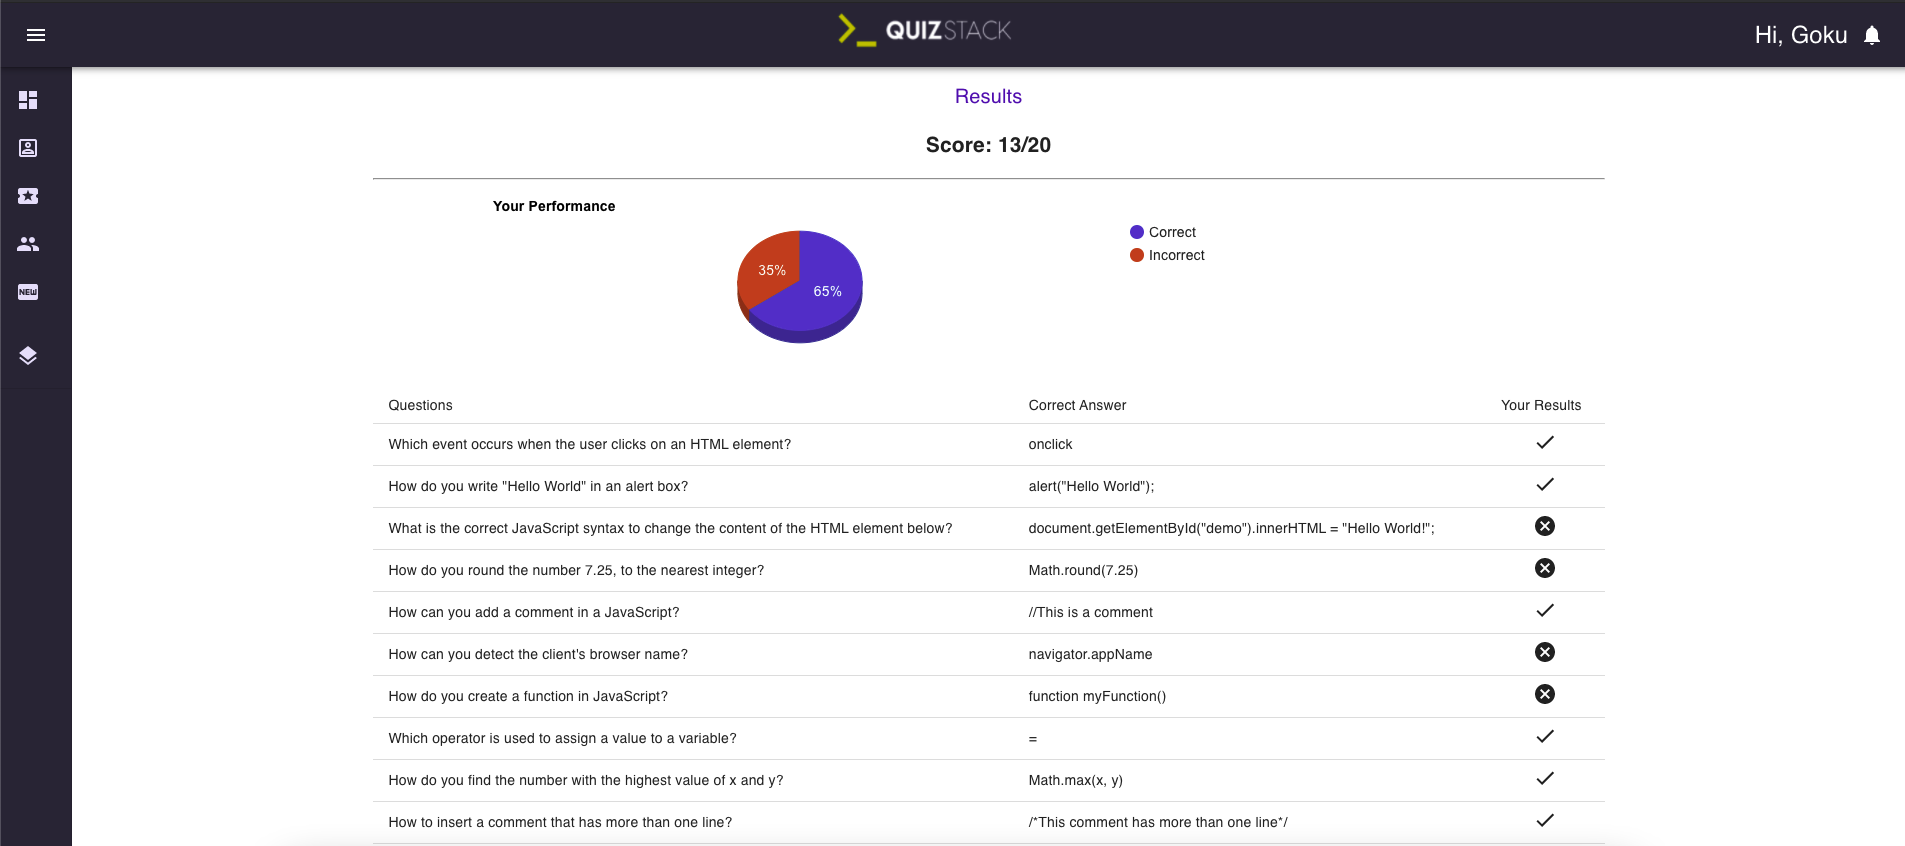 QUIZSTACK
Hi, Goku
NEW
Results
Score: 13/20
Your Performance
Correct
Incorrect
35%
65%
Questions Correct Answer Your Results
Which event occurs when the user clicks on an HTML element? onclick
How do you write "Hello World" in an alert box? alert("Hello World");
What is the correct JavaScript syntax to change the content of the HTML element below? document.getElementById("demo").innerHTML = "Hello World!";
How do you round the number 7.25, to the nearest integer? Math.round(7.25)
How can you add a comment in a JavaScript? //This is a comment
How can you detect the client's browser name? navigator.appName
How do you create a function in JavaScript? function myFunction()
Which operator is used to assign a value to a variable? =
How do you find the number with the highest value of x and y? Math.max(x, y)
How to insert a comment that has more than one line? /*This comment has more than one line*/